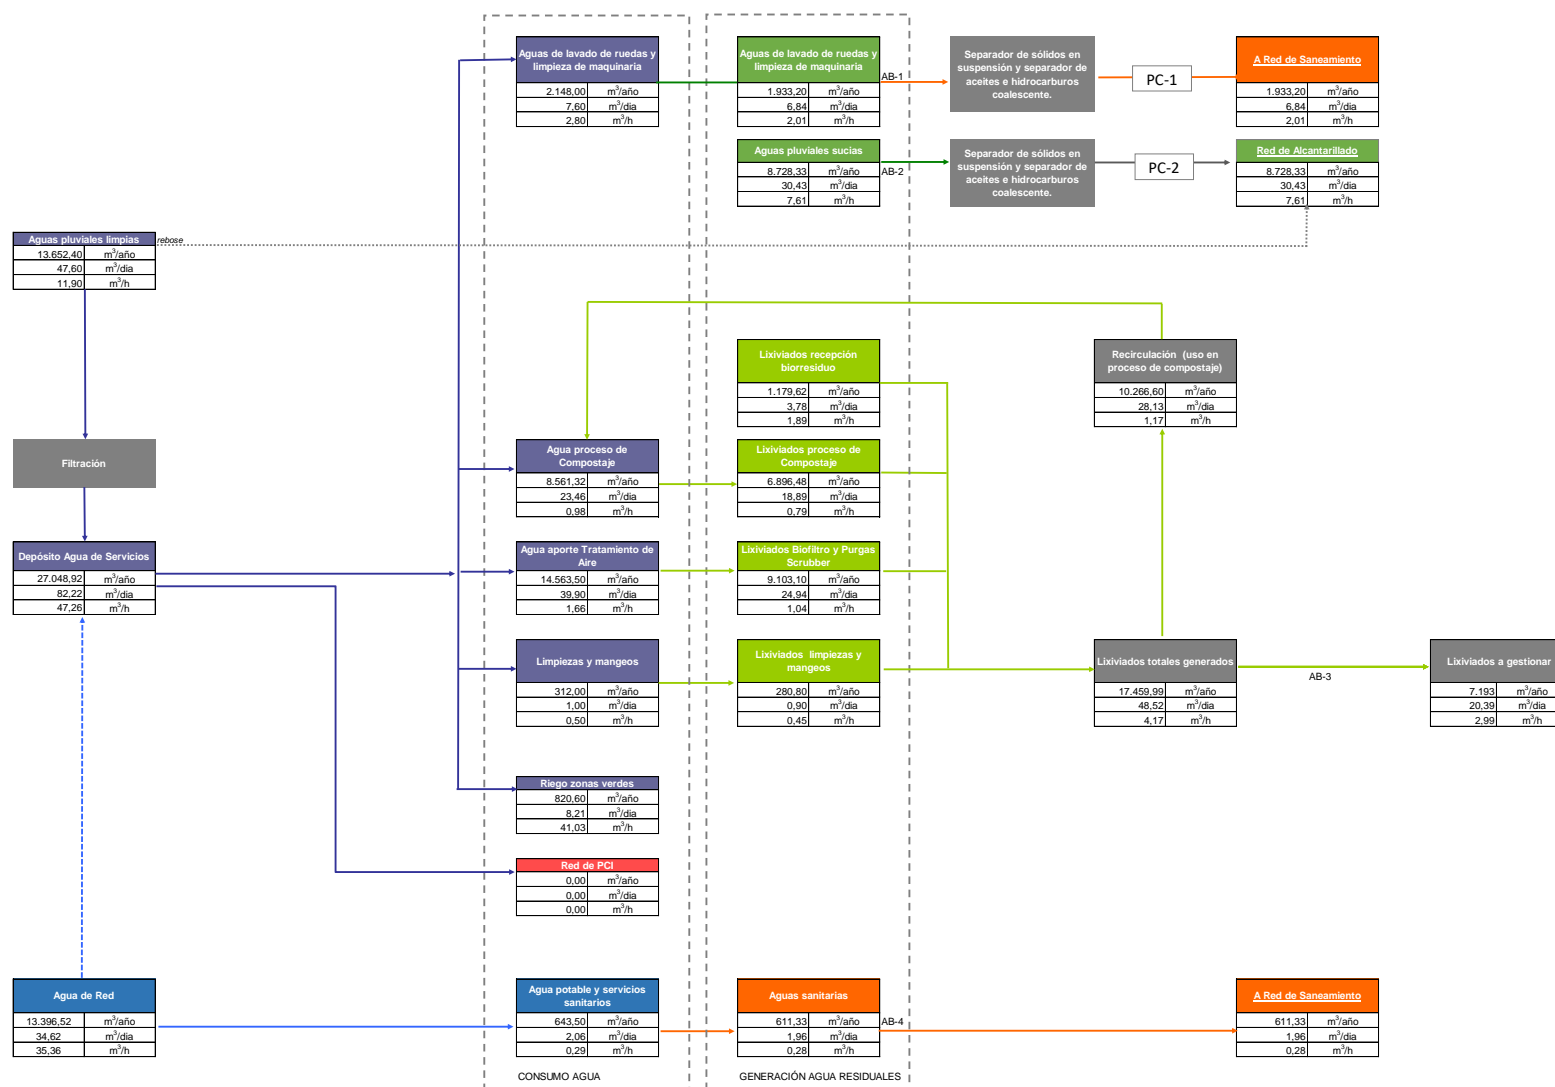 Aguas de lavado de ruedas y
limpieza de maquinaria
2.148,00 m³/año
7,60 m³/dia
2,80 m³/h
Aguas de lavado de ruedas y
limpieza de maquinaria
1.933,20 m³/año
6,84 m³/dia
2,01 m³/h
AB-1
Separador de sólidos en
suspensión y separador de
aceites e hidrocarburos
coalescente.
PC-1
A Red de Saneamiento
1.933,20 m³/año
6,84 m³/dia
2,01 m³/h
Aguas pluviales sucias
8.728,33 m³/año
30,43 m³/dia
7,61 m³/h
AB-2
Separador de sólidos en
suspensión y separador de
aceites e hidrocarburos
coalescente.
PC-2
Red de Alcantarillado
8.728,33 m³/año
30,43 m³/dia
7,61 m³/h
Aguas pluviales limpias
13.652,40 m³/año
47,60 m³/dia
11,90 m³/h
rebose
Lixiviados recepción
biorresiduo
1.179,62 m³/año
3,78 m³/dia
1,89 m³/h
Recirculación (uso en
proceso de compostaje)
10.266,60 m³/año
28,13 m³/dia
1,17 m³/h
Filtración
Agua proceso de
Compostaje
8.561,32 m³/año
23,46 m³/dia
0,98 m³/h
Lixiviados proceso de
Compostaje
6.896,48 m³/año
18,89 m³/dia
0,79 m³/h
Depósito Agua de Servicios
27.048,92 m³/año
82,22 m³/dia
47,26 m³/h
Agua aporte Tratamiento de
Aire
14.563,50 m³/año
39,90 m³/dia
1,66 m³/h
Lixiviados Biofiltro y Purgas
Scrubber
9.103,10 m³/año
24,94 m³/dia
1,04 m³/h
Limpiezas y mangeos
312,00 m³/año
1,00 m³/dia
0,50 m³/h
Lixiviados limpiezas y
mangeos
280,80 m³/año
0,90 m³/dia
0,45 m³/h
Lixiviados totales generados
17.459,99 m³/año
48,52 m³/dia
4,17 m³/h
AB-3
Lixiviados a gestionar
7.193 m³/año
20,39 m³/dia
2,99 m³/h
Riego zonas verdes
820,60 m³/año
8,21 m³/dia
41,03 m³/h
Red de PCI
0,00 m³/año
0,00 m³/dia
0,00 m³/h
Agua de Red
13.396,52 m³/año
34,62 m³/dia
35,36 m³/h
Agua potable y servicios
sanitarios
643,50 m³/año
2,06 m³/dia
0,29 m³/h
Aguas sanitarias
611,33 m³/año
1,96 m³/dia
0,28 m³/h
AB-4
A Red de Saneamiento
611,33 m³/año
1,96 m³/dia
0,28 m³/h
CONSUMO AGUA
GENERACIÓN AGUA RESIDUALES